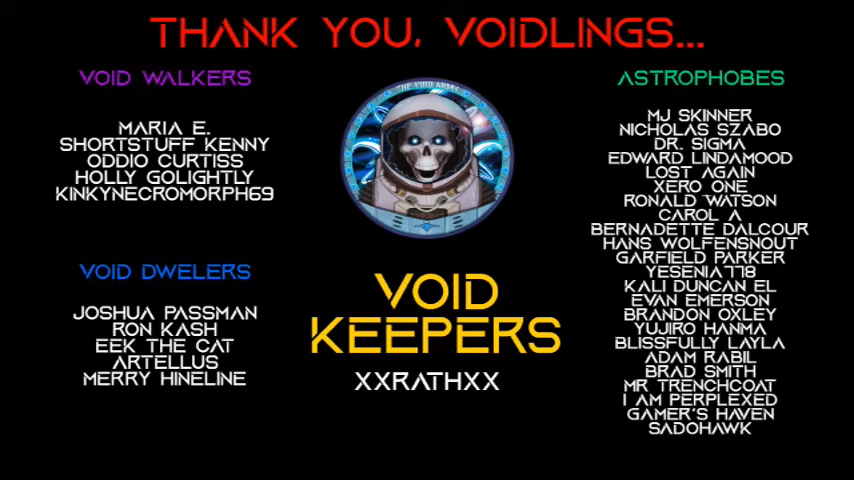 THANK YOU, VOIDLINGS...
VOID WALKERS
MARIA E.
SHORTSTUFF KENNY
ODDIO CURTISS
HOLLY GOLIGHTLY
KINKYNECROMORPH69
VOID DWELERS
JOSHUA PASSMAN
RON KASH
EEK THE CAT
ARTELLUS
MERRY HINELINE
THE VOID ARMY
VOID
KEEPERS
XXRATHXX
ASTROPHOBES
MJ SKINNER
NICHOLAS SZABO
DR. SIGMA
EDWARD LINDAMOOD
LOST AGAIN
XERO ONE
RONALD WATSON
CAROL A
BERNADETTE DALCOUR
HANS WOLFENSNOUT
GARFIELD PARKER
YESENIA778
KALI DUNCAN EL
EVAN EMERSON
BRANDON OXLEY
YUJIRO HANMA
BLISSFULLY LAYLA
ADAM RABIL
BRAD SMITH
MR TRENCHCOAT
I AM PERPLEXED
GAMER'S HAVEN
SADOHAWK